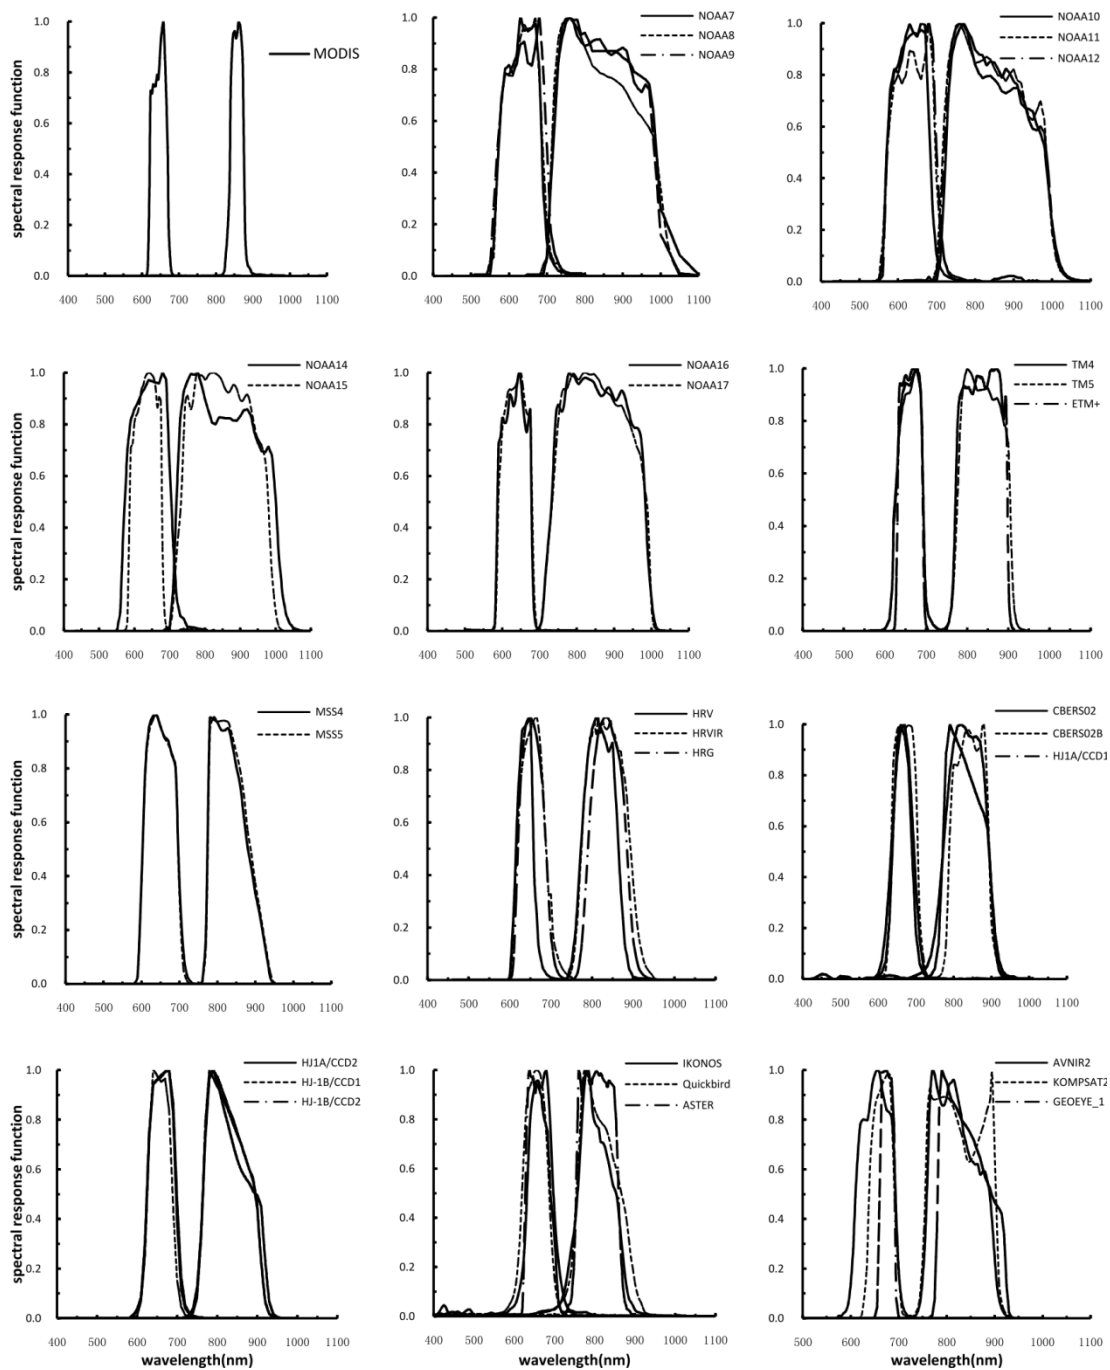 MODIS
spectral response function
1.0
0.8
0.6
0.4
0.2
0.0
400 500 600 700 800 900 1000 1100
NOAA7
NOAA8
NOAA9
1.0
0.8
0.6
0.4
0.2
0.0
400 500 600 700 800 900 1000 1100
NOAA10
NOAA11
NOAA12
1.0
0.8
0.6
0.4
0.2
0.0
400 500 600 700 800 900 1000 1100
NOAA14
NOAA15
spectral response function
1.0
0.8
0.6
0.4
0.2
0.0
400 500 600 700 800 900 1000 1100
NOAA16
NOAA17
1.0
0.8
0.6
0.4
0.2
0.0
400 500 600 700 800 900 1000 1100
TM4
TM5
ETM+
1.0
0.8
0.6
0.4
0.2
0.0
400 500 600 700 800 900 1000 1100
MSS4
MSS5
spectral response function
1.0
0.8
0.6
0.4
0.2
0.0
400 500 600 700 800 900 1000 1100
HRV
HRVIR
HRG
1.0
0.8
0.6
0.4
0.2
0.0
400 500 600 700 800 900 1000 1100
CBERS02
CBERS02B
HJ1A/CCD1
1.0
0.8
0.6
0.4
0.2
0.0
400 500 600 700 800 900 1000 1100
HJ1A/CCD2
HJ-1B/CCD1
HJ-1B/CCD2
spectral response function
1.0
0.8
0.6
0.4
0.2
0.0
400 500 600 700 800 900 1000 1100
wavelength(nm)
IKONOS
Quickbird
ASTER
1.0
0.8
0.6
0.4
0.2
0.0
400 500 600 700 800 900 1000 1100
wavelength(nm)
AVNIR2
KOMPSAT2
GEOEYE_1
1.0
0.8
0.6
0.4
0.2
0.0
500 600 700 800 900 1000 1100
wavelength(nm)